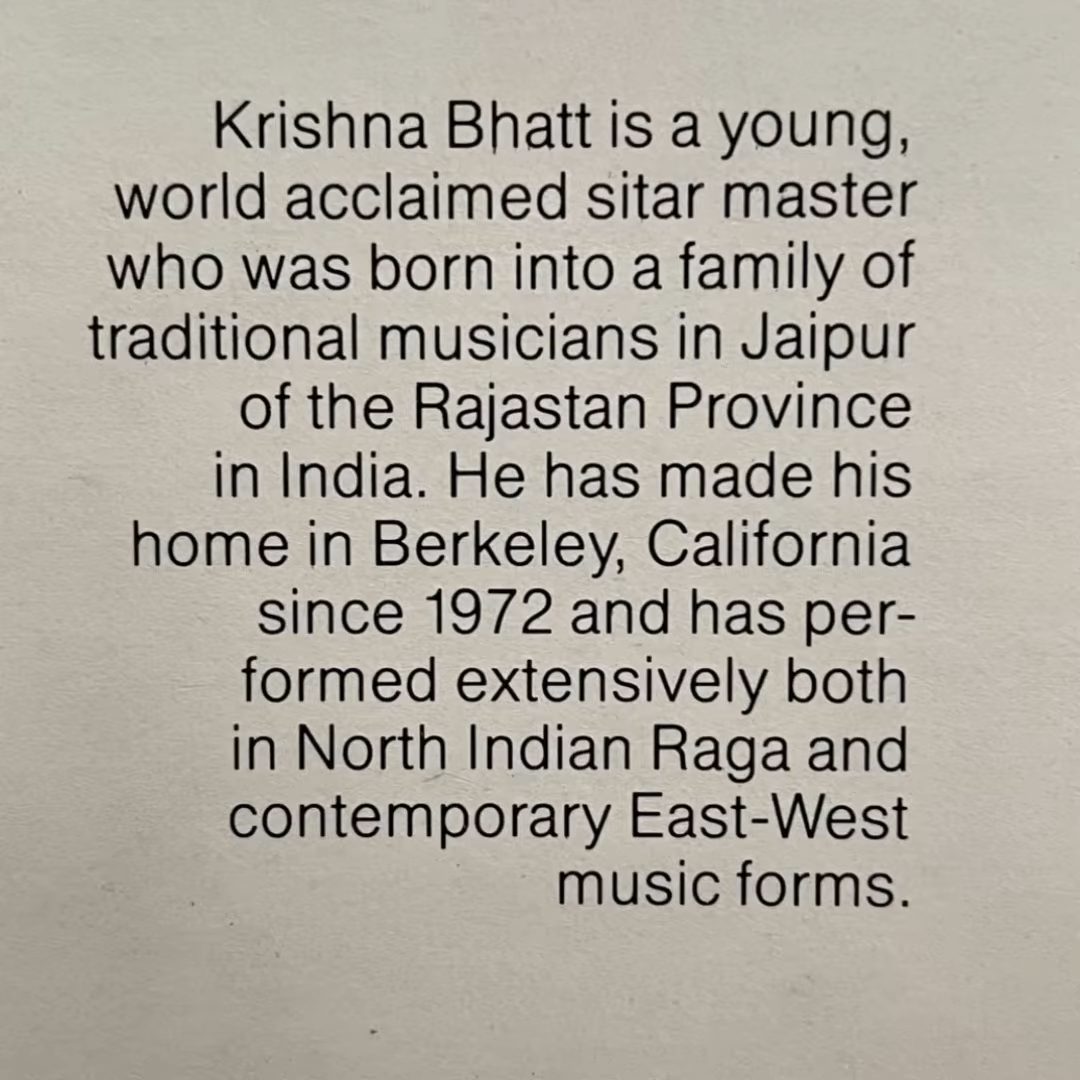 Krishna Bhatt is a young,
world acclaimed sitar master
who was born into a family of
traditional musicians in Jaipur
of the Rajastan Province
in India. He has made his
home in Berkeley, California
since 1972 and has per-
formed extensively both
in North Indian Raga and
contemporary East-West
music forms.